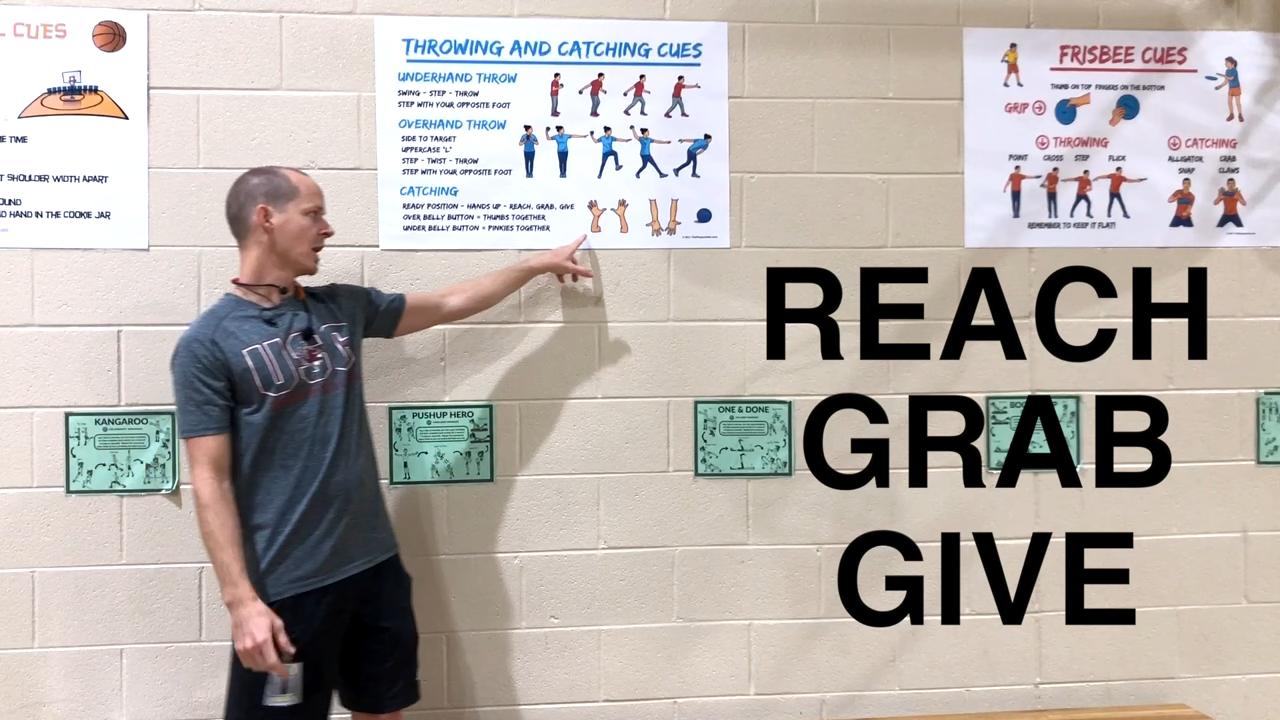 L CUES
ME TIME
T SHOULDER WIDTH APART
OUND
D HAND IN THE COOKIE JAR
THROWING AND CATCHING CUES
UNDERHAND THROW
SWING - STEP - THROW
STEP WITH YOUR OPPOSITE FOOT
OVERHAND THROW
SIDE TO TARGET
UPPERCASE "L"
STEP - TWIST - THROW
STEP WITH YOUR OPPOSITE FOOT
CATCHING
READY POSITION - HANDS UP - REACH, GRAB, GIVE
OVER BELLY BUTTON = THUMBS TOGETHER
UNDER BELLY BUTTON = PINKIES TOGETHER
FRISBEE CUES
THUMB ON TOP FINGERS ON THE BOTTOM
GRIP
THROWING
CATCHING
POINT CROSS STEP FLICK
ALLIGATOR SNAP
CRAB CLAWS
REMEMBER TO KEEP IT FLAT!
REACH
GRAB
GIVE
USC
KANGAROO
PUSHUP HERO
ONE & DONE